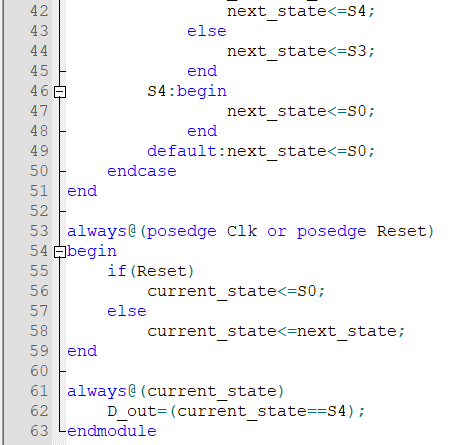 42 next_state<=S4;
43 else
44 next_state<=S3;
45 end
46 S4:begin
47 next_state<=S0;
48 end
49 default:next_state<=S0;
50 endcase
51 end
52
53 always@(posedge Clk or posedge Reset)
54 begin
55 if(Reset)
56 current_state<=S0;
57 else
58 current_state<=next_state;
59 end
60
61 always@(current_state)
62 D_out=(current_state==S4);
63 endmodule